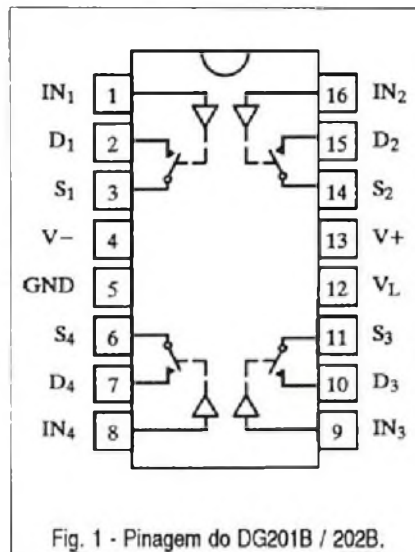 IN₁ 1 16 IN₂
D₁ 2 15 D₂
S₁ 3 14 S₂
V− 4 13 V+
GND 5 12 V_L
S₄ 6 11 S₃
D₄ 7 10 D₃
IN₄ 8 9 IN₃
Fig. 1 - Pinagem do DG201B / 202B.